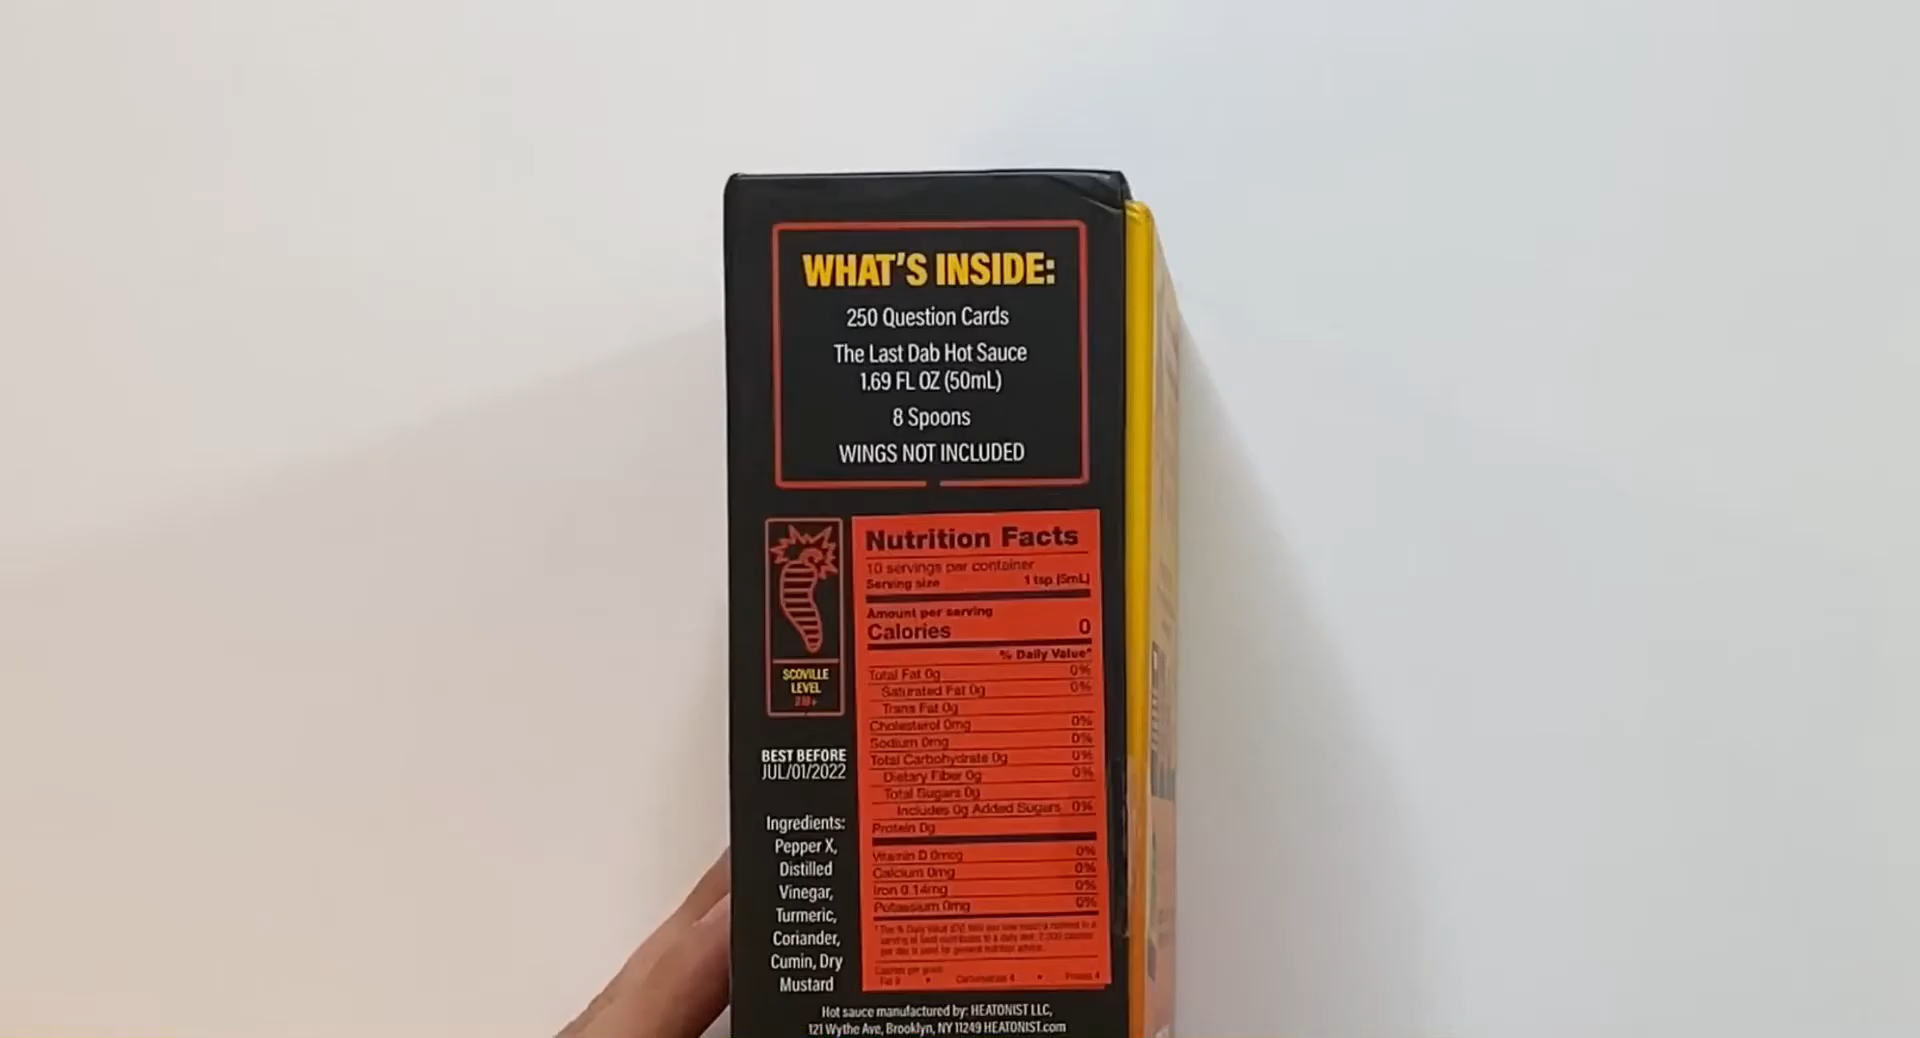 WHAT'S INSIDE:
250 Question Cards
The Last Dab Hot Sauce
1.69 FL OZ (50mL)
8 Spoons
WINGS NOT INCLUDED
SCOVILLE
LEVEL
BEST BEFORE
JUL/01/2022
Ingredients:
Pepper X,
Distilled
Vinegar,
Turmeric,
Coriander,
Cumin, Dry
Mustard
Nutrition Facts
10 servings per container
Serving size 1 tsp (5mL)
Amount per serving
Calories 0
% Daily Value*
Total Fat 0g 0%
Saturated Fat 0g 0%
Trans Fat 0g
Cholesterol 0mg 0%
Sodium 0mg 0%
Total Carbohydrate 0g 0%
Dietary Fiber 0g 0%
Total Sugars 0g
Includes 0g Added Sugars 0%
Protein 0g
Vitamin D 0mcg 0%
Calcium 0mg 0%
Iron 0.14mg 0%
Potassium 0mg 0%
Hot sauce manufactured by: HEATONIST LLC,
121 Wythe Ave, Brooklyn, NY 11249 HEATONIST.com